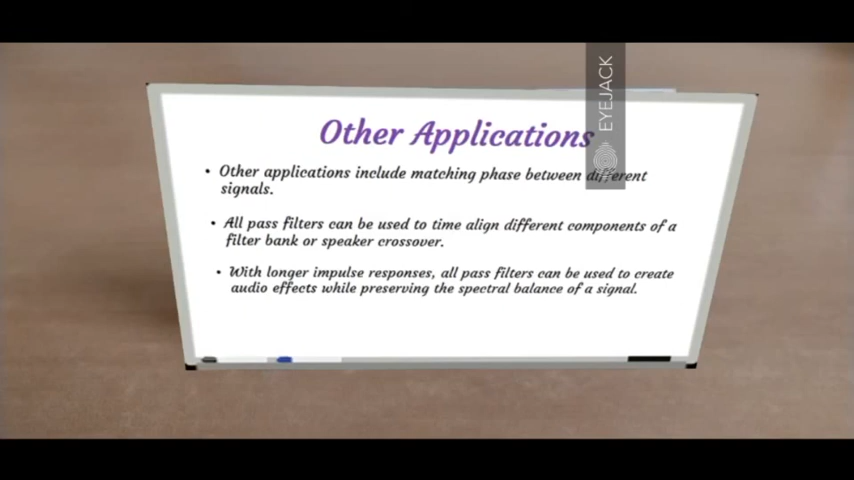 Other Applications
• Other applications include matching phase between different
signals.
• All pass filters can be used to time align different components of a
filter bank or speaker crossover.
• With longer impulse responses, all pass filters can be used to create
audio effects while preserving the spectral balance of a signal.
EYEJACK